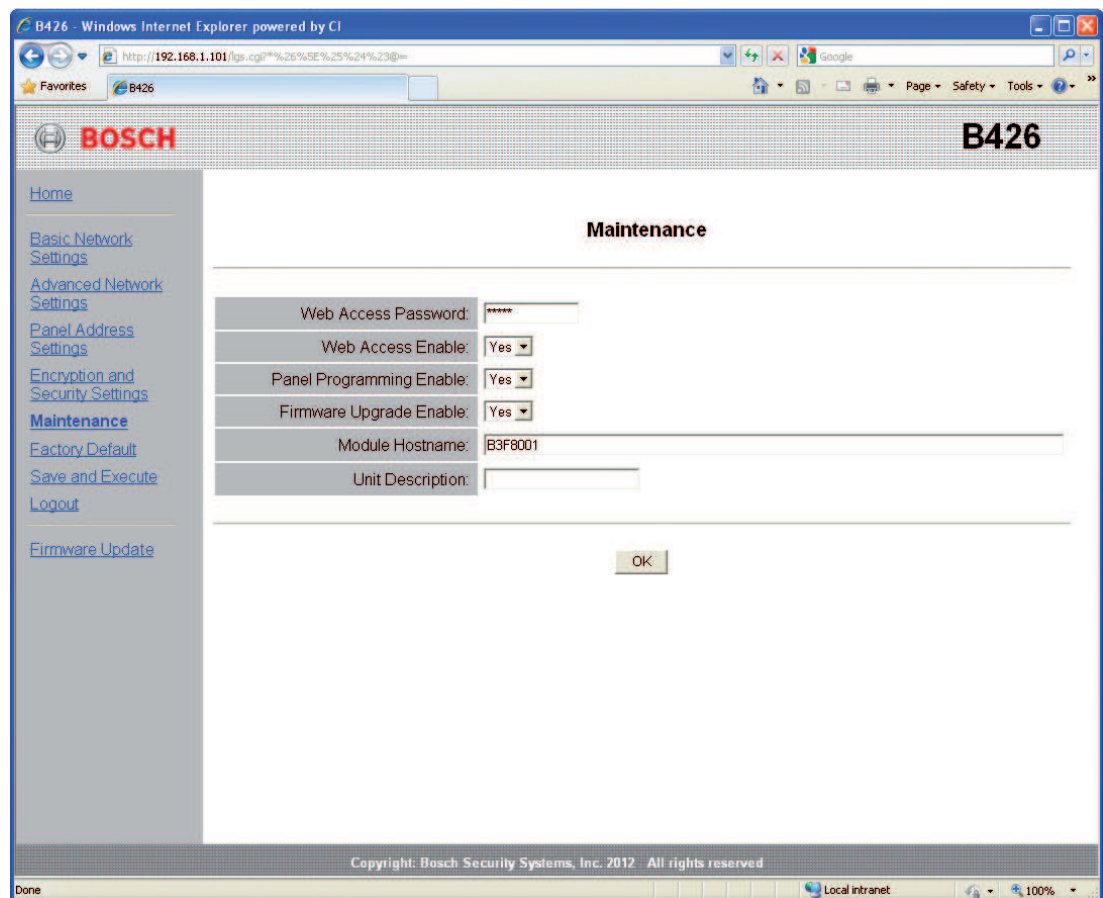 B426 - Windows Internet Explorer powered by CI
http://192.168.1.101/lgs.cgi?*%26%5E%25%24%23@=
Google
Favorites
B426
Page
Safety
Tools
BOSCH
B426
Home
Basic Network
Settings
Advanced Network
Settings
Panel Address
Settings
Encryption and
Security Settings
Maintenance
Factory Default
Save and Execute
Logout
Firmware Update
Maintenance
Web Access Password: *****
Web Access Enable: Yes
Panel Programming Enable: Yes
Firmware Upgrade Enable: Yes
Module Hostname: B3F8001
Unit Description:
OK
Copyright: Bosch Security Systems, Inc. 2012 All rights reserved
Done
Local intranet
100%